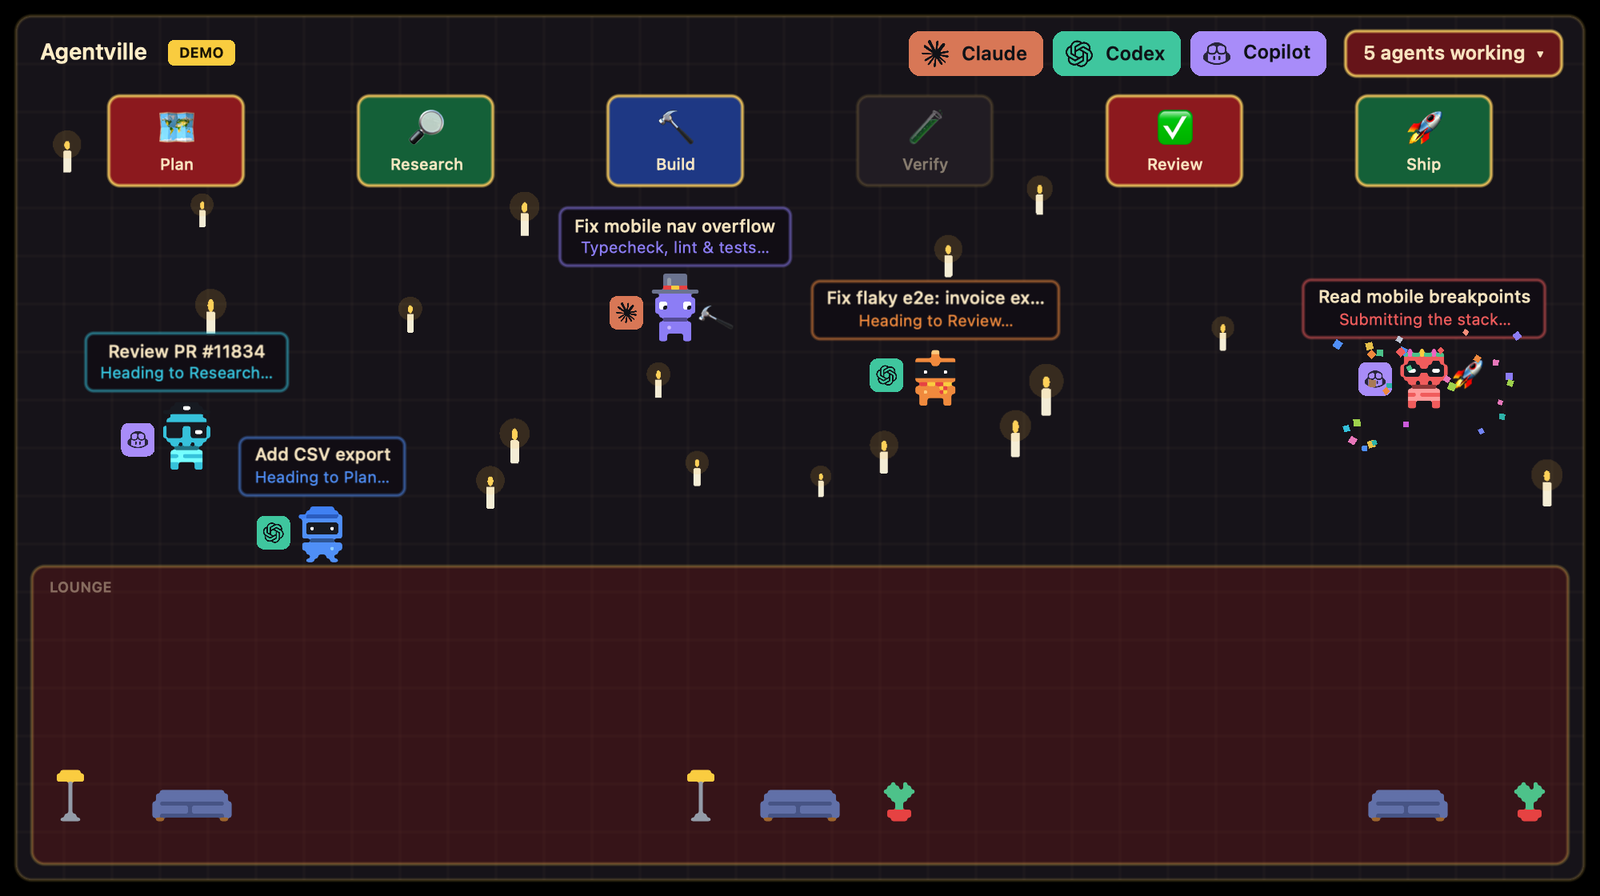 Agentville
DEMO
Claude
Codex
Copilot
5 agents working
Plan
Research
Build
Verify
Review
Ship
Fix mobile nav overflow
Typecheck, lint & tests...
Fix flaky e2e: invoice ex...
Heading to Review...
Read mobile breakpoints
Submitting the stack...
Review PR #11834
Heading to Research...
Add CSV export
Heading to Plan...
LOUNGE